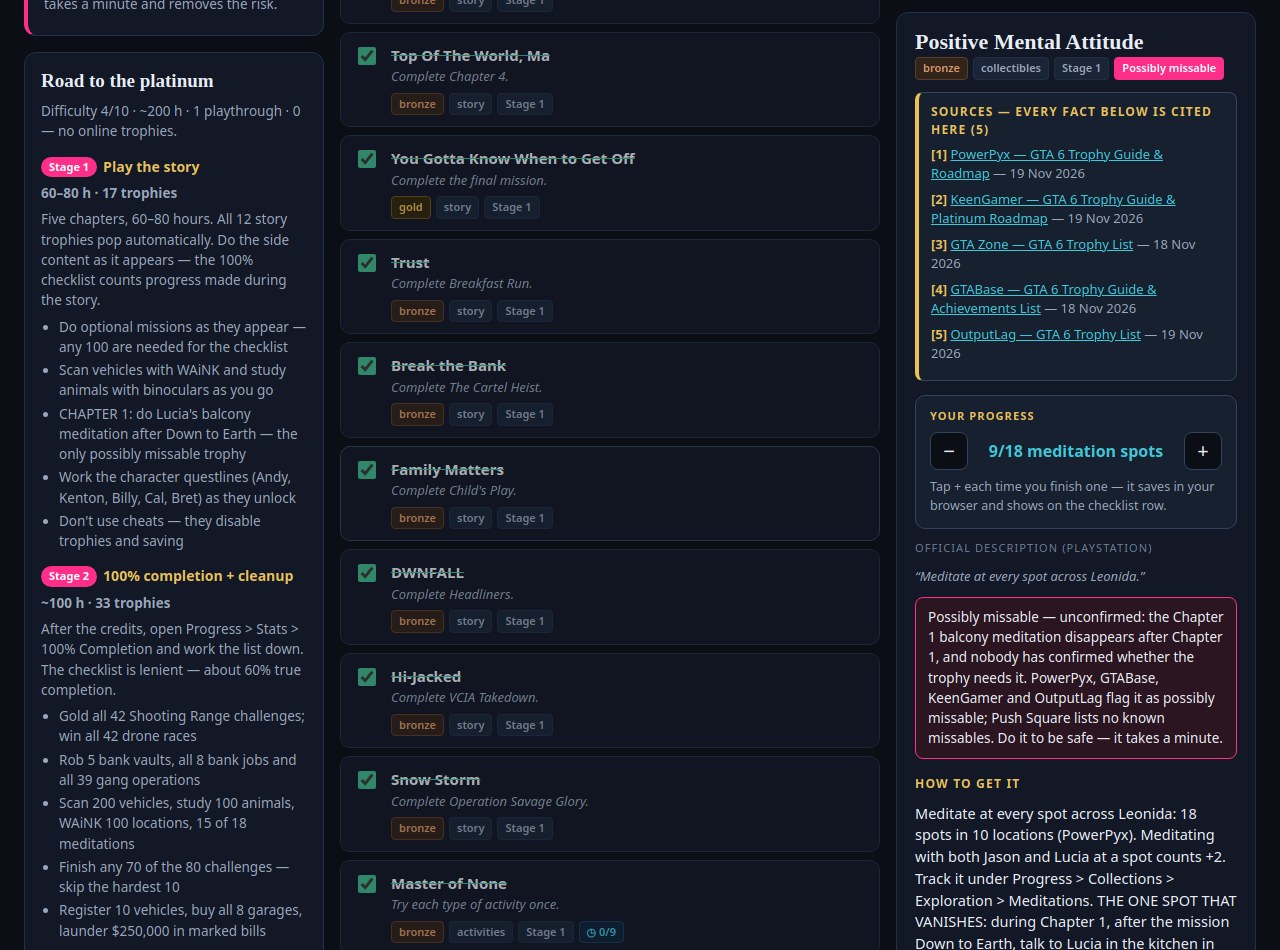 takes a minute and removes the risk.
Road to the platinum
Difficulty 4/10 · ~200 h · 1 playthrough · 0
— no online trophies.
Stage 1 Play the story
60–80 h · 17 trophies
Five chapters, 60–80 hours. All 12 story
trophies pop automatically. Do the side
content as it appears — the 100%
checklist counts progress made during
the story.
• Do optional missions as they appear —
any 100 are needed for the checklist
• Scan vehicles with WAiNK and study
animals with binoculars as you go
• CHAPTER 1: do Lucia's balcony
meditation after Down to Earth — the
only possibly missable trophy
• Work the character questlines (Andy,
Kenton, Billy, Cal, Bret) as they unlock
• Don't use cheats — they disable
trophies and saving
Stage 2 100% completion + cleanup
~100 h · 33 trophies
After the credits, open Progress > Stats >
100% Completion and work the list down.
The checklist is lenient — about 60% true
completion.
• Gold all 42 Shooting Range challenges;
win all 42 drone races
• Rob 5 bank vaults, all 8 bank jobs and
all 39 gang operations
• Scan 200 vehicles, study 100 animals,
WAiNK 100 locations, 15 of 18
meditations
• Finish any 70 of the 80 challenges —
skip the hardest 10
• Register 10 vehicles, buy all 8 garages,
launder $250,000 in marked bills
bronze story Stage 1
Top Of The World, Ma
Complete Chapter 4.
bronze story Stage 1
You Gotta Know When to Get Off
Complete the final mission.
gold story Stage 1
Trust
Complete Breakfast Run.
bronze story Stage 1
Break the Bank
Complete The Cartel Heist.
bronze story Stage 1
Family Matters
Complete Child's Play.
bronze story Stage 1
DWNFALL
Complete Headliners.
bronze story Stage 1
Hi-Jacked
Complete VCIA Takedown.
bronze story Stage 1
Snow Storm
Complete Operation Savage Glory.
bronze story Stage 1
Master of None
Try each type of activity once.
bronze activities Stage 1 ◷ 0/9
Positive Mental Attitude
bronze collectibles Stage 1 Possibly missable
SOURCES — EVERY FACT BELOW IS CITED
HERE (5)
[1] PowerPyx — GTA 6 Trophy Guide &
Roadmap — 19 Nov 2026
[2] KeenGamer — GTA 6 Trophy Guide &
Platinum Roadmap — 19 Nov 2026
[3] GTA Zone — GTA 6 Trophy List — 18 Nov
2026
[4] GTABase — GTA 6 Trophy Guide &
Achievements List — 18 Nov 2026
[5] OutputLag — GTA 6 Trophy List — 19 Nov
2026
YOUR PROGRESS
− 9/18 meditation spots +
Tap + each time you finish one — it saves in your
browser and shows on the checklist row.
OFFICIAL DESCRIPTION (PLAYSTATION)
“Meditate at every spot across Leonida.”
Possibly missable — unconfirmed: the Chapter
1 balcony meditation disappears after Chapter
1, and nobody has confirmed whether the
trophy needs it. PowerPyx, GTABase,
KeenGamer and OutputLag flag it as possibly
missable; Push Square lists no known
missables. Do it to be safe — it takes a minute.
HOW TO GET IT
Meditate at every spot across Leonida: 18
spots in 10 locations (PowerPyx). Meditating
with both Jason and Lucia at a spot counts +2.
Track it under Progress > Collections >
Exploration > Meditations. THE ONE SPOT THAT
VANISHES: during Chapter 1, after the mission
Down to Earth, talk to Lucia in the kitchen in